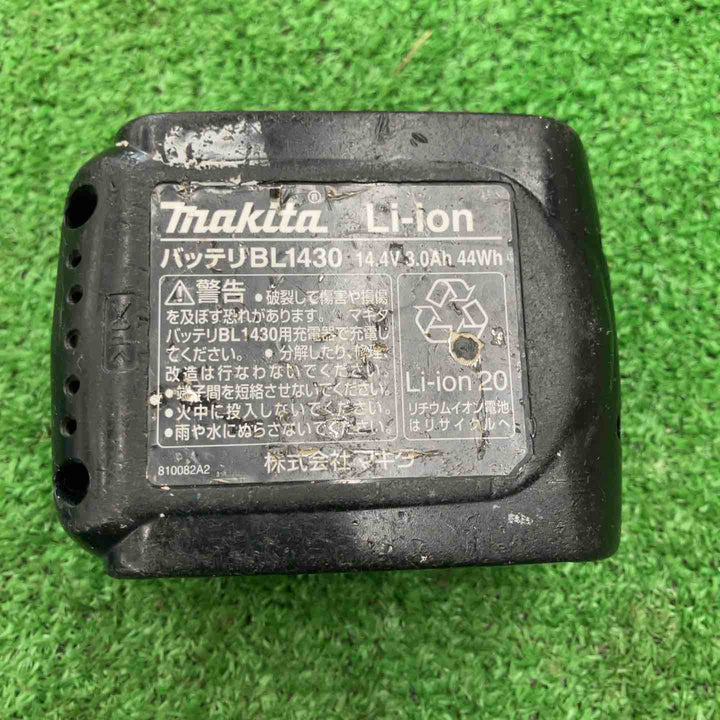 makita® Li-ion
バッテリBL1430 14.4V 3.0Ah 44Wh
警告 ●破裂して傷害や損傷
を及ぼす恐れがあります。 マキタ
バッテリBL1430用充電器で充電し
てください。 ●分解したり、修理、
改造は行なわないでください。
●端子間を短絡させないでください。
●火中に投入しないでください。
●雨や水にぬらさないでください。
Li-ion 20
リチウムイオン電池
はリサイクルへ
810082A2
株式会社マキタ